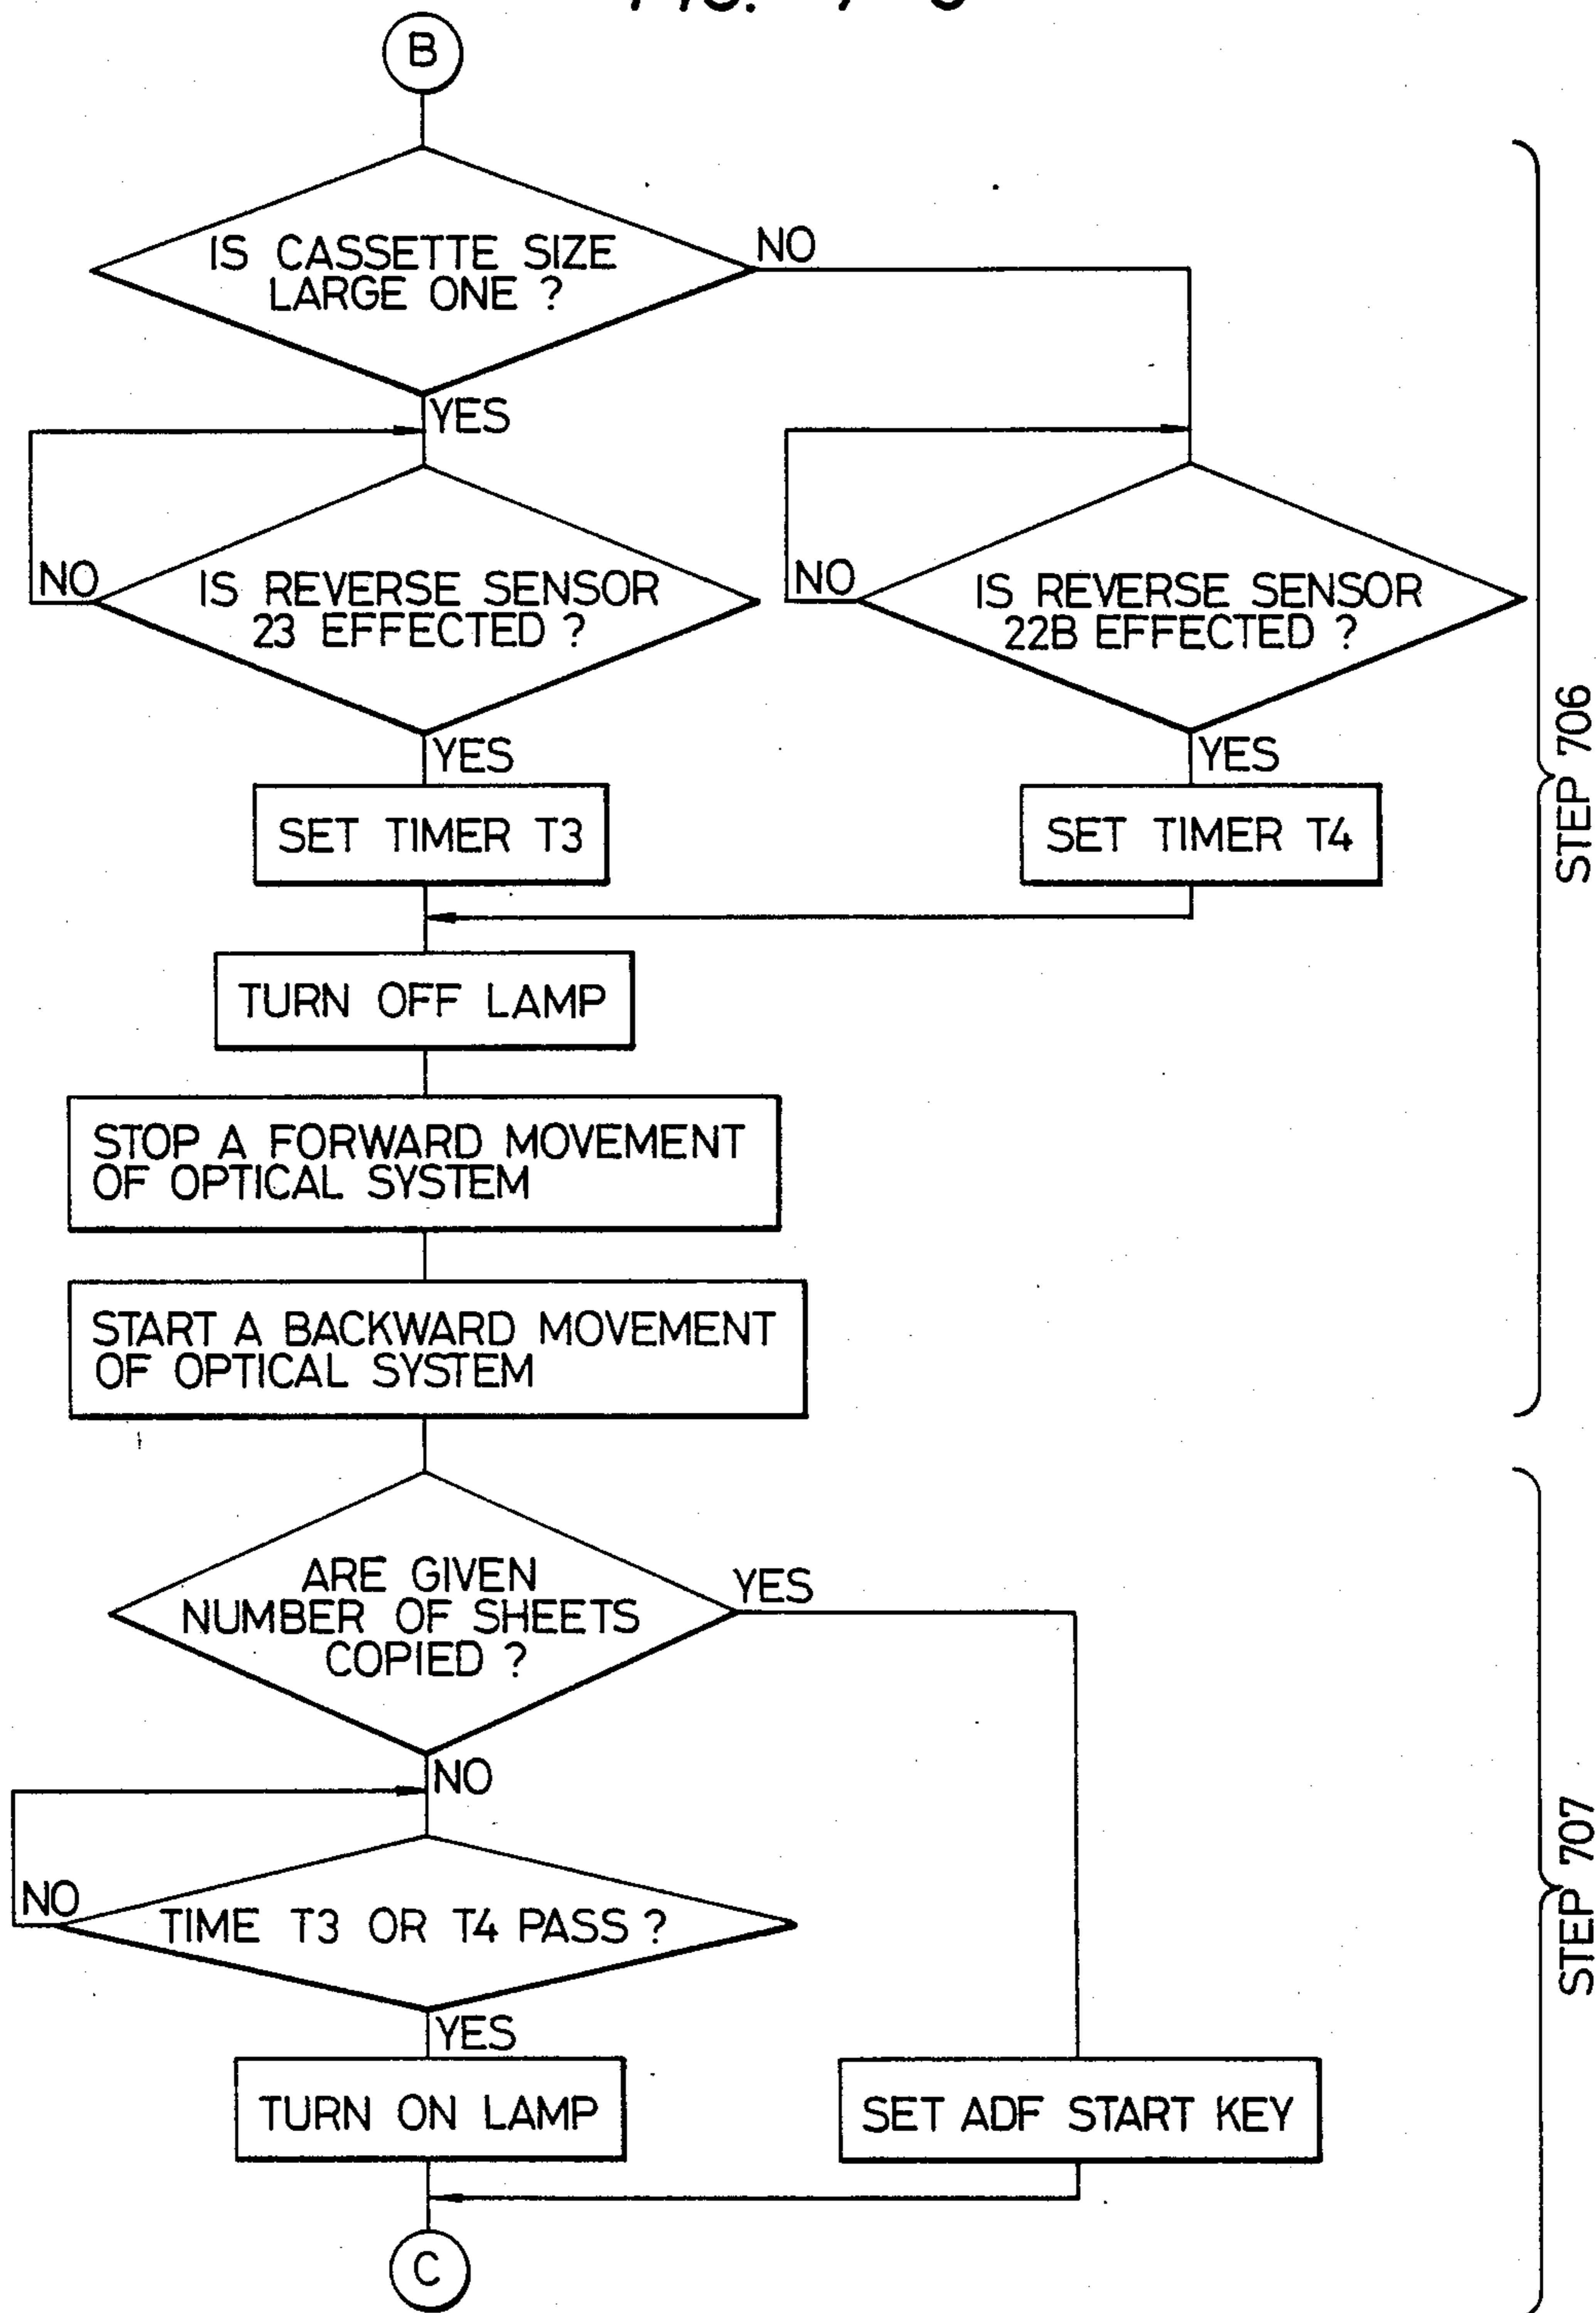 B
IS CASSETTE SIZE
LARGE ONE ?
NO
YES
NO
IS REVERSE SENSOR
23 EFFECTED ?
NO
IS REVERSE SENSOR
22B EFFECTED ?
YES
YES
SET TIMER T3
SET TIMER T4
STEP 706
TURN OFF LAMP
STOP A FORWARD MOVEMENT
OF OPTICAL SYSTEM
START A BACKWARD MOVEMENT
OF OPTICAL SYSTEM
ARE GIVEN
NUMBER OF SHEETS
COPIED ?
YES
NO
NO
TIME T3 OR T4 PASS ?
STEP 707
YES
TURN ON LAMP
SET ADF START KEY
C